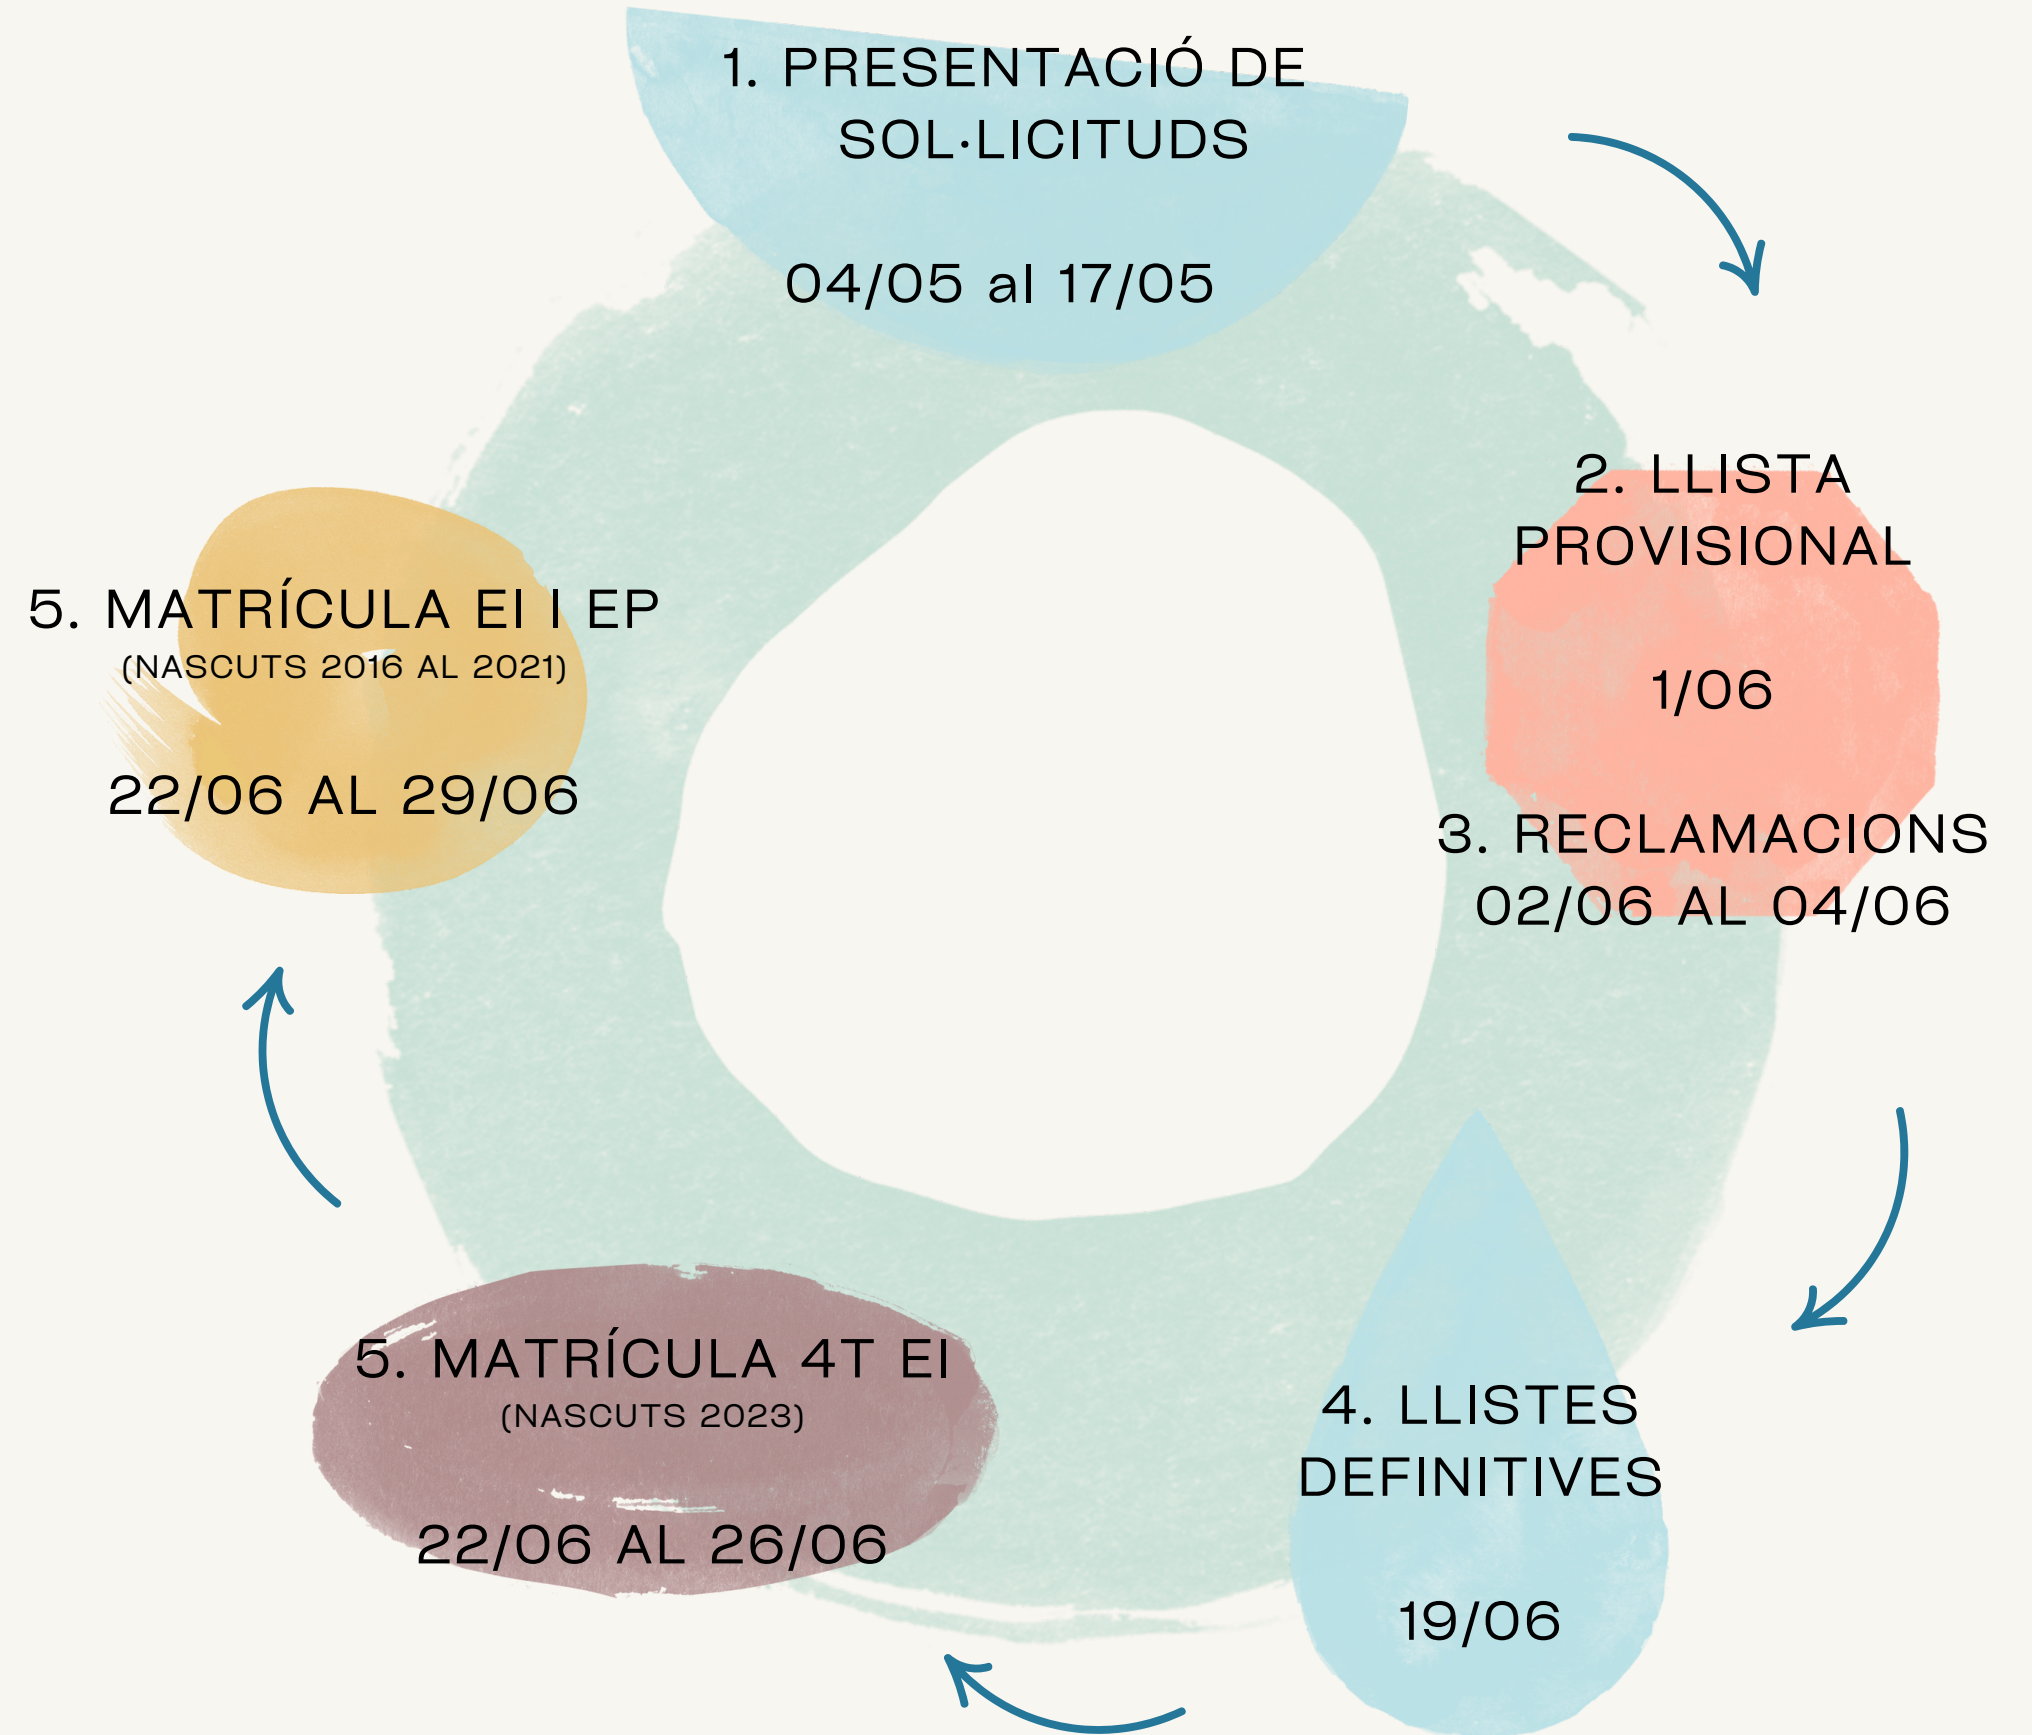 1. PRESENTACIÓ DE
SOL·LICITUDS
04/05 al 17/05
2. LLISTA
PROVISIONAL
1/06
3. RECLAMACIONS
02/06 AL 04/06
4. LLISTES
DEFINITIVES
19/06
5. MATRÍCULA 4T EI
(NASCUTS 2023)
22/06 AL 26/06
5. MATRÍCULA EI I EP
(NASCUTS 2016 AL 2021)
22/06 AL 29/06